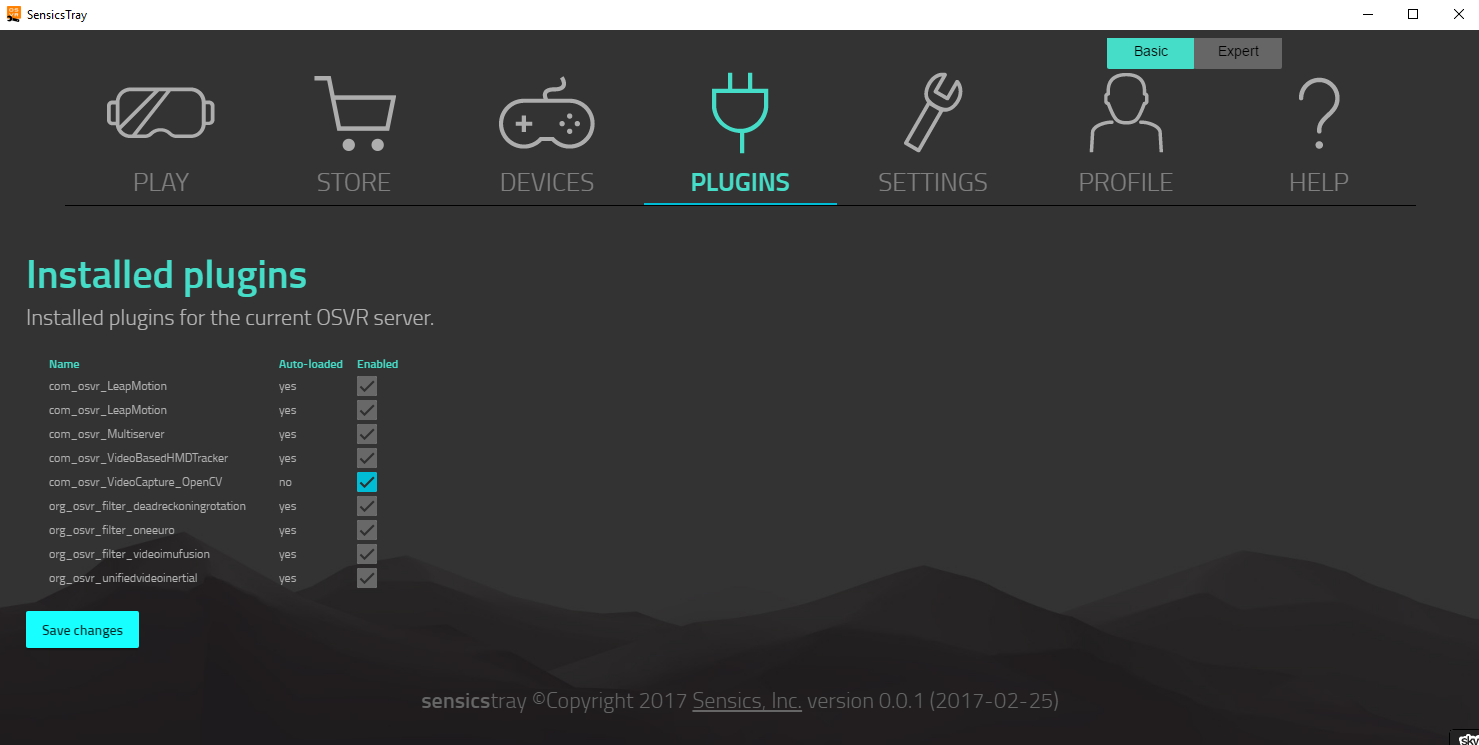 SensicsTray
Basic Expert
PLAY STORE DEVICES PLUGINS SETTINGS PROFILE HELP
Installed plugins
Installed plugins for the current OSVR server.
Name Auto-loaded Enabled
com_osvr_LeapMotion yes
com_osvr_LeapMotion yes
com_osvr_Multiserver yes
com_osvr_VideoBasedHMDTracker yes
com_osvr_VideoCapture_OpenCV no
org_osvr_filter_deadreckoningrotation yes
org_osvr_filter_oneeuro yes
org_osvr_filter_videoimufusion yes
org_osvr_unifiedvideoinertial yes
Save changes
sensicstray ©Copyright 2017 Sensics, Inc. version 0.0.1 (2017-02-25)